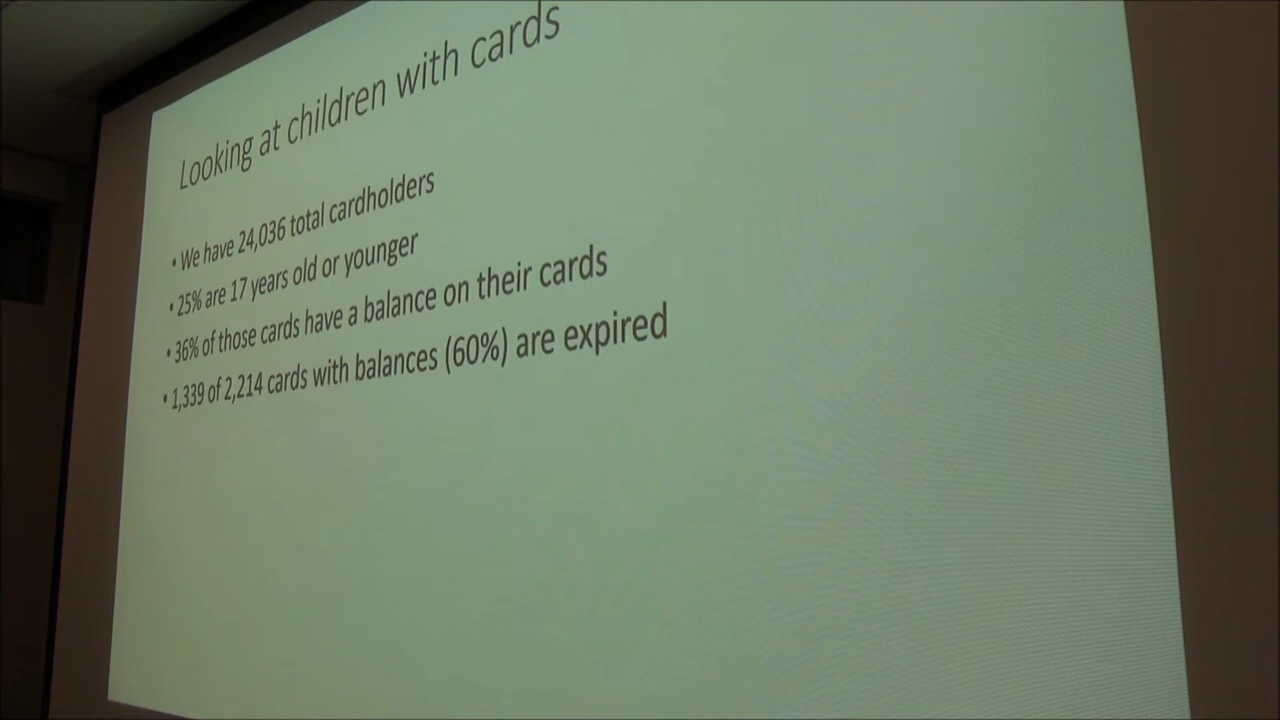 Looking at children with cards
• We have 24,036 total cardholders
• 25% are 17 years old or younger
• 36% of those cards have a balance on their cards
• 1,339 of 2,214 cards with balances (60%) are expired